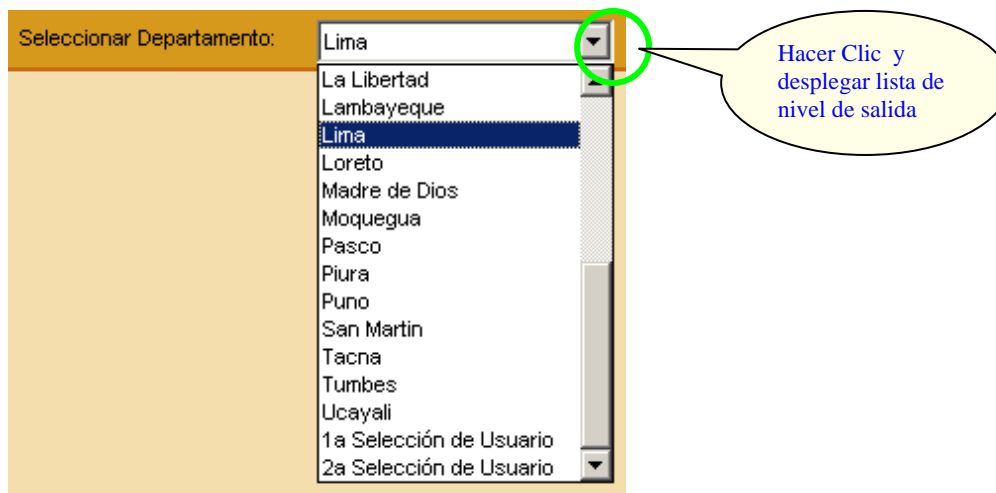 Seleccionar Departamento:
Lima
La Libertad
Lambayeque
Lima
Loreto
Madre de Dios
Moquegua
Pasco
Piura
Puno
San Martin
Tacna
Tumbes
Ucayali
1a Selección de Usuario
2a Selección de Usuario
Hacer Clic y
desplegar lista de
nivel de salida